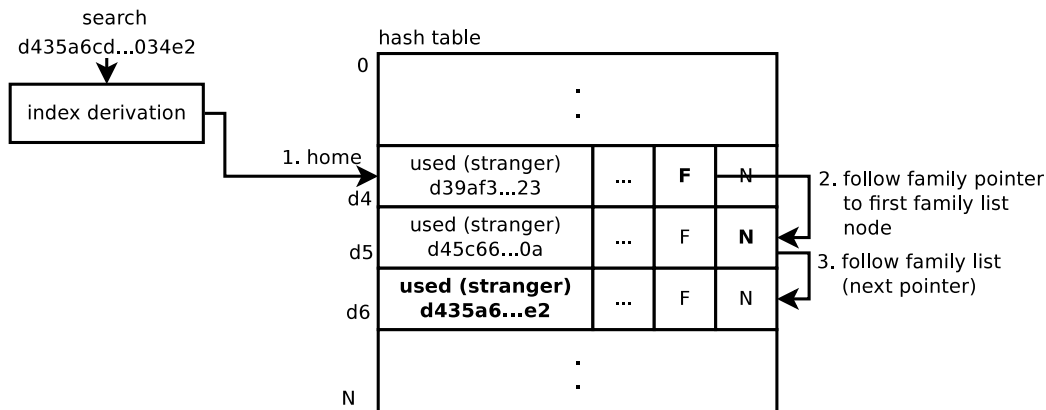 search
d435a6cd...034e2
index derivation
hash table
0
:
1. home
d4
used (stranger)
d39af3...23
...
F
N
2. follow family pointer
to first family list
node
d5
used (stranger)
d45c66...0a
...
F
N
3. follow family list
(next pointer)
d6
used (stranger)
d435a6...e2
...
F
N
:
N